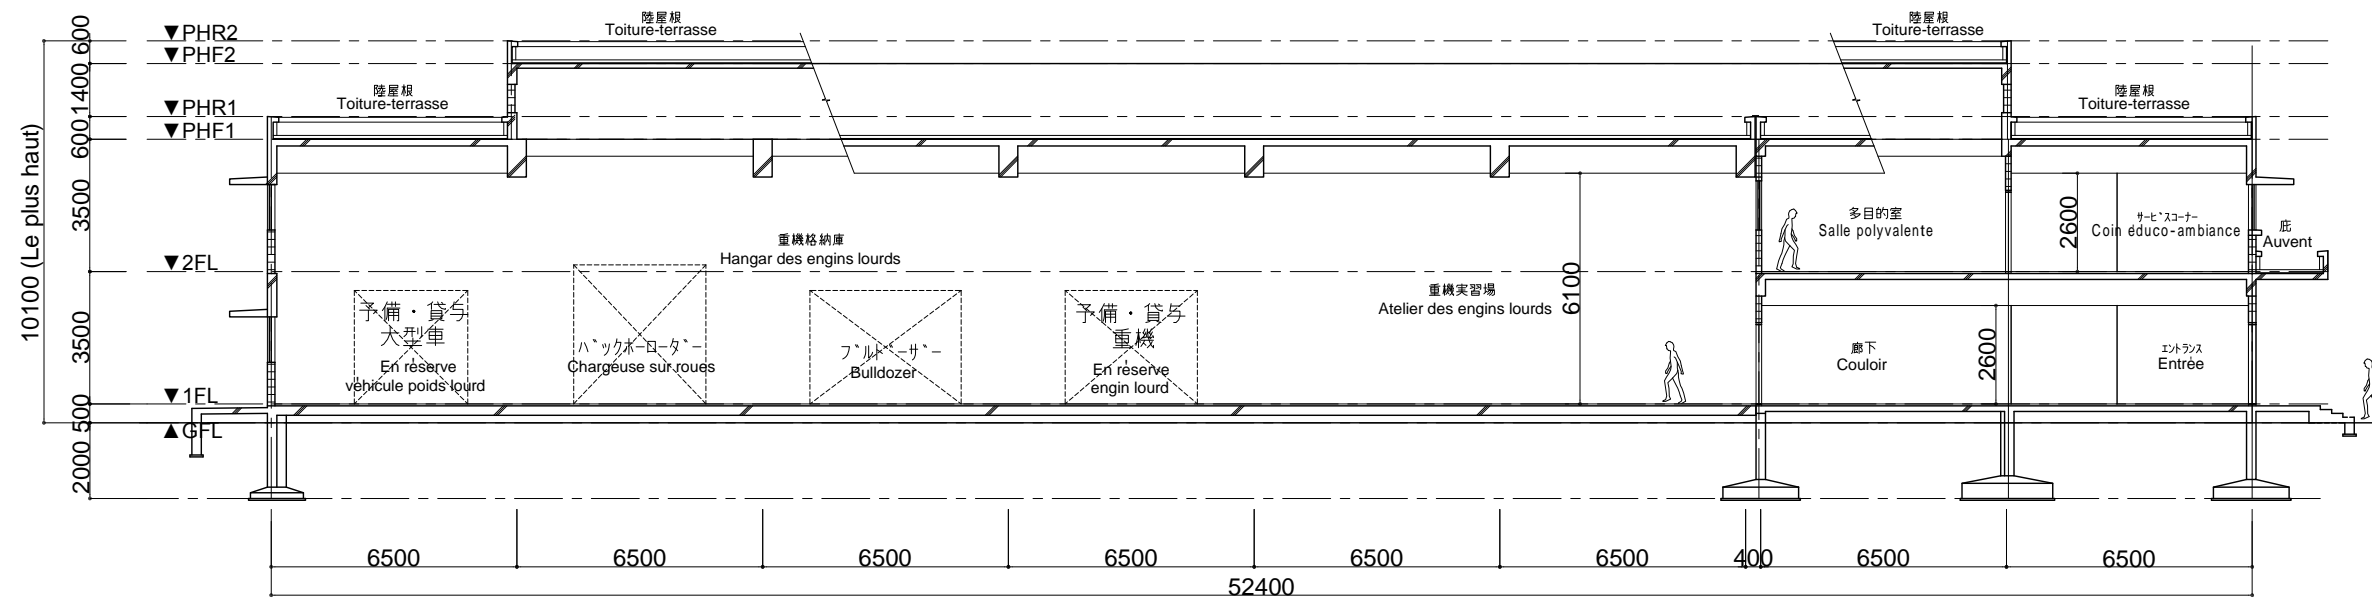 陸屋根
Toiture-terrasse
陸屋根
Toiture-terrasse
▼PHR2
▼PHF2
陸屋根
Toiture-terrasse
陸屋根
Toiture-terrasse
▼PHR1
▼PHF1
600
1400
600
3500
3500
500
2000
10100 (Le plus haut)
▼2FL
▼1FL
▲GFL
重機格納庫
Hangar des engins lourds
予備・貸与
大型車
En réserve
véhicule poids lourd
バックホーローダー
Chargeuse sur roues
ブルドーザー
Bulldozer
予備・貸与
重機
En réserve
engin lourd
重機実習場
Atelier des engins lourds
6100
多目的室
Salle polyvalente
2600
サービスコーナー
Coin éduco-ambiance
庇
Auvent
廊下
Couloir
2600
エントランス
Entrée
6500 6500 6500 6500 6500 6500 400 6500 6500
52400